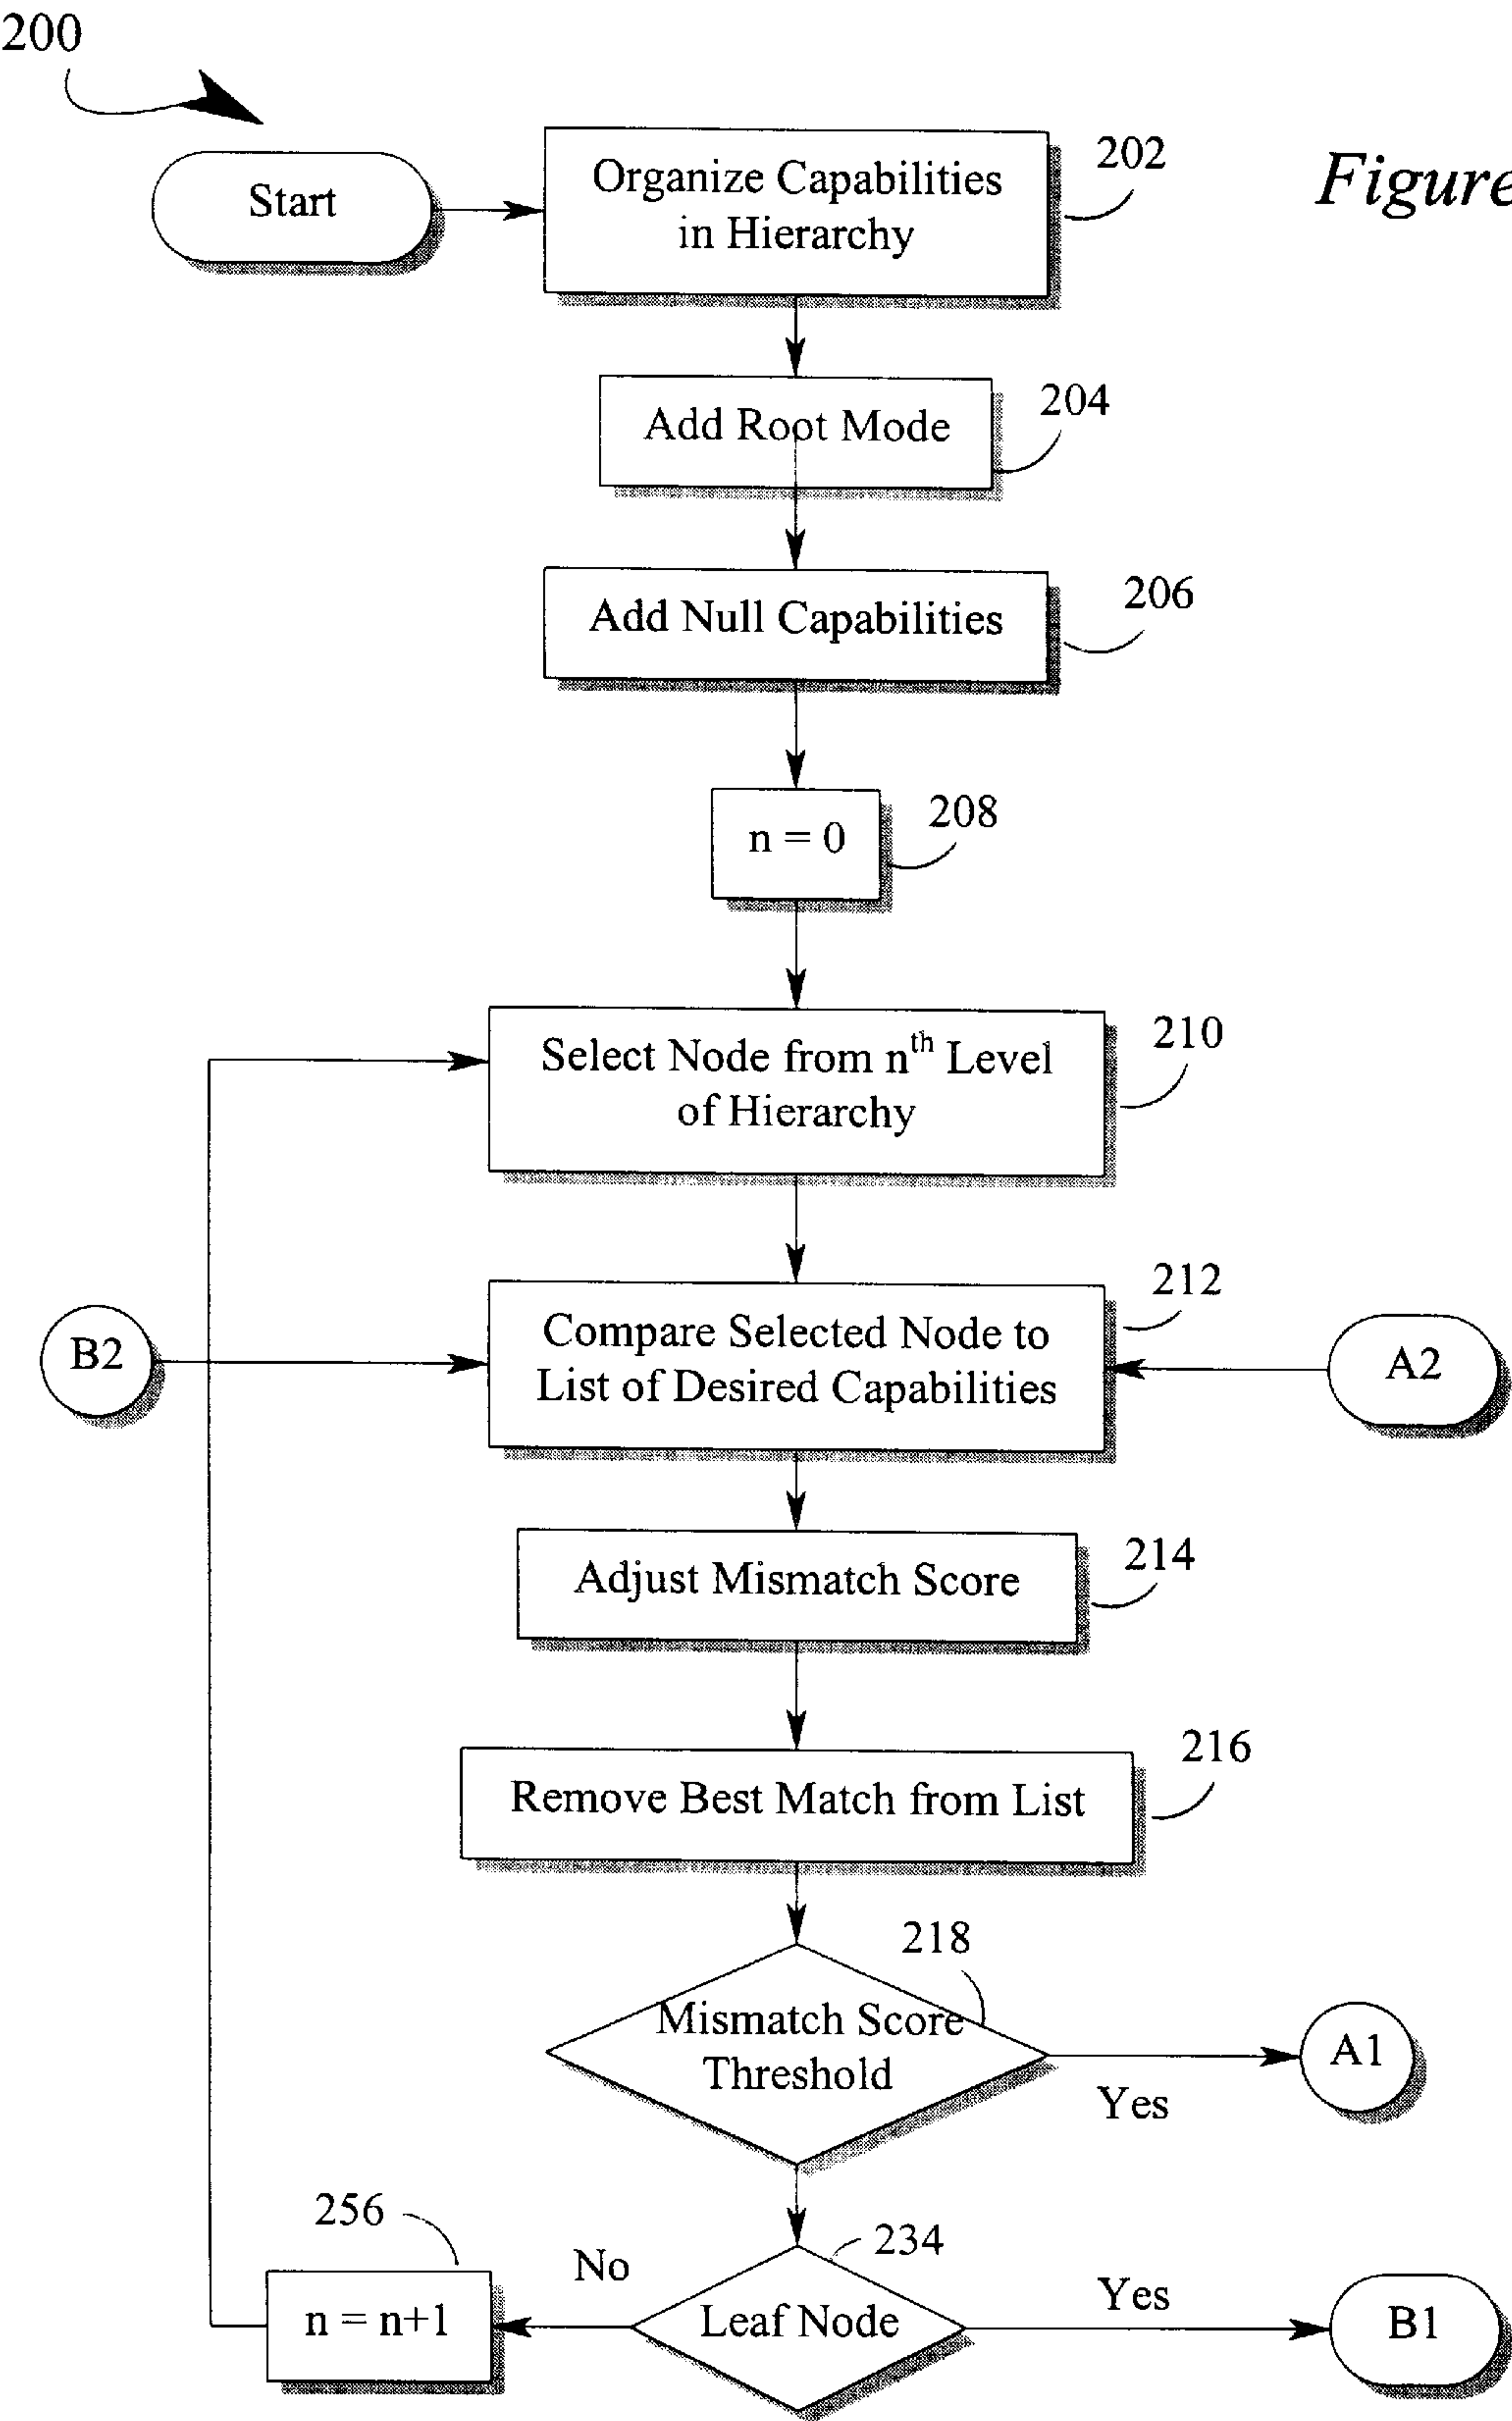 200
Start
Organize Capabilities
in Hierarchy
202
Figure
Add Root Mode
204
Add Null Capabilities
206
n = 0
208
Select Node from nth Level
of Hierarchy
210
B2
Compare Selected Node to
List of Desired Capabilities
212
A2
Adjust Mismatch Score
214
Remove Best Match from List
216
218
Mismatch Score
Threshold
Yes
A1
256
n = n+1
No
234
Leaf Node
Yes
B1